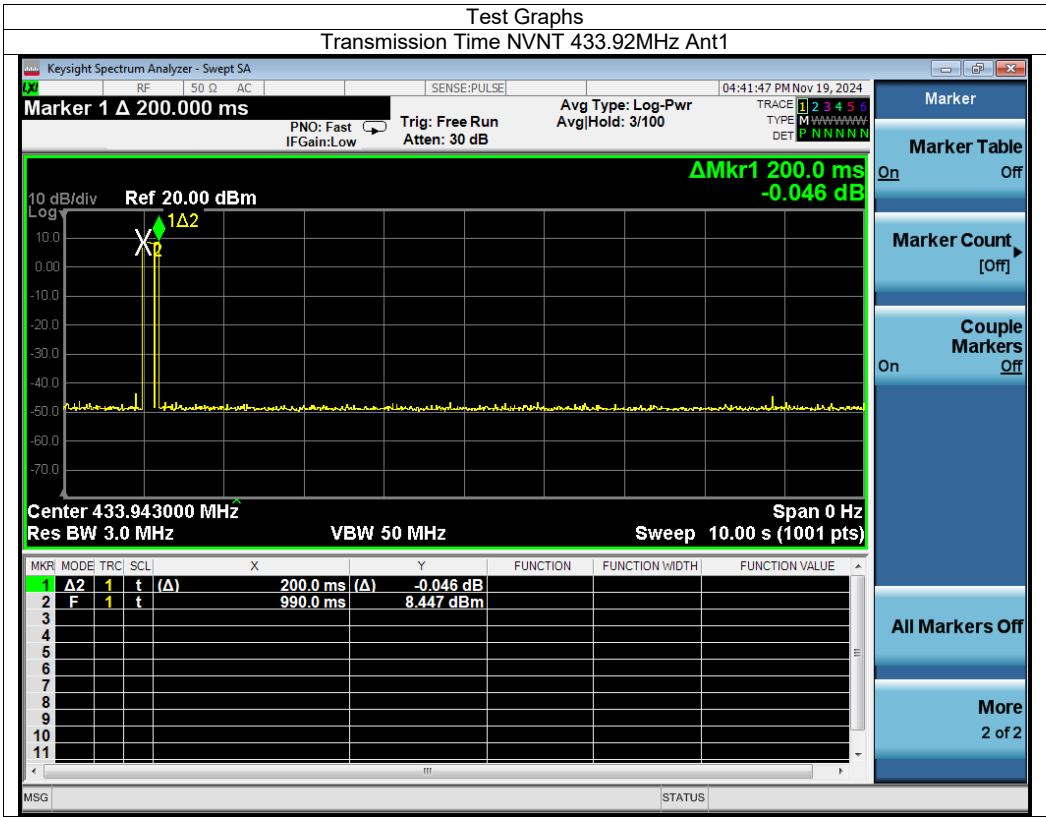 Test Graphs
Transmission Time NVNT 433.92MHz Ant1
Keysight Spectrum Analyzer - Swept SA
LXI RF 50 Ω AC SENSE:PULSE 04:41:47 PM Nov 19, 2024
Marker 1 Δ 200.000 ms
PNO: Fast
IFGain:Low
Trig: Free Run
Atten: 30 dB
Avg Type: Log-Pwr
Avg|Hold: 3/100
TRACE 1 2 3 4 5 6
TYPE M WWWWW
DET P N N N N N
ΔMkr1 200.0 ms
-0.046 dB
10 dB/div Ref 20.00 dBm
Log
1Δ2
2
10.0
0.00
-10.0
-20.0
-30.0
-40.0
-50.0
-60.0
-70.0
Center 433.943000 MHz Span 0 Hz
Res BW 3.0 MHz VBW 50 MHz Sweep 10.00 s (1001 pts)
MKR MODE TRC SCL X Y FUNCTION FUNCTION WIDTH FUNCTION VALUE
1 Δ2 1 t (Δ) 200.0 ms (Δ) -0.046 dB
2 F 1 t 990.0 ms 8.447 dBm
3
4
5
6
7
8
9
10
11
MSG STATUS
Marker
Marker Table
On Off
Marker Count
[Off]
Couple
Markers
On Off
All Markers Off
More
2 of 2